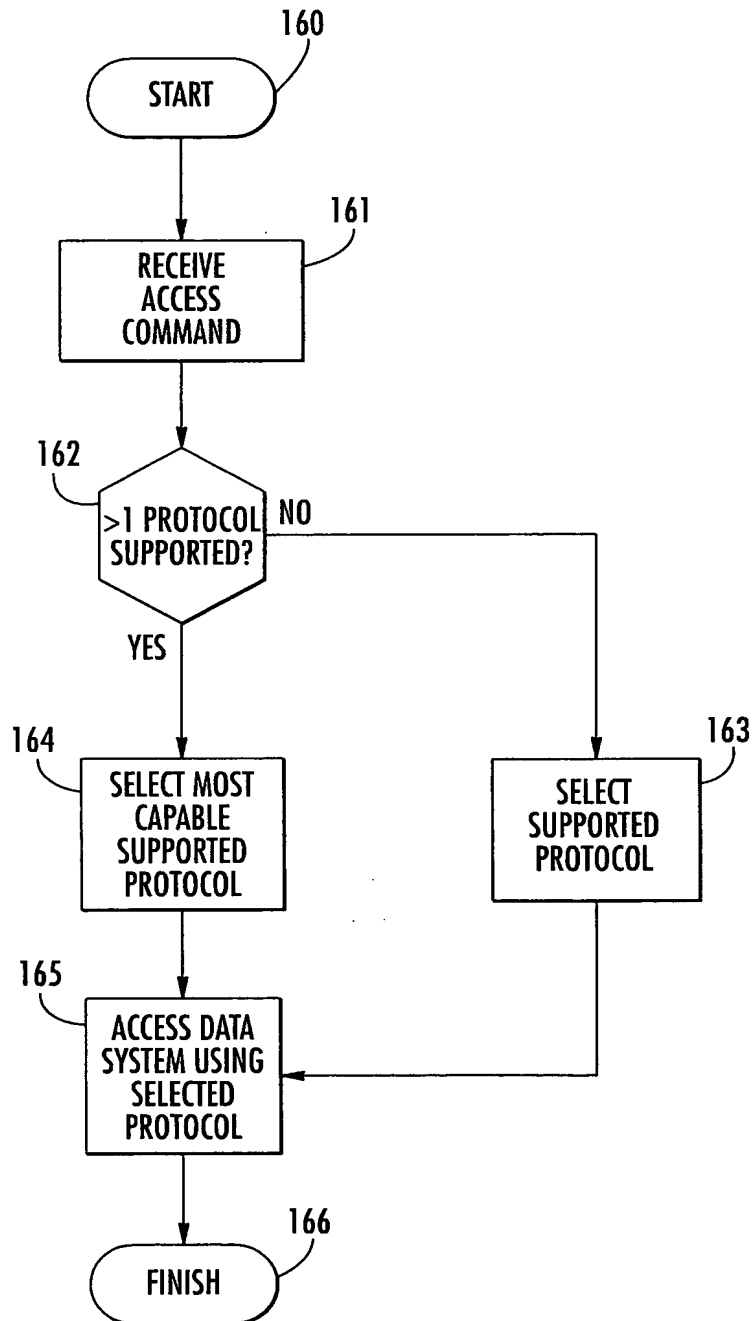 160
START
161
RECEIVE
ACCESS
COMMAND
162
>1 PROTOCOL
SUPPORTED?
NO
YES
164
SELECT MOST
CAPABLE
SUPPORTED
PROTOCOL
163
SELECT
SUPPORTED
PROTOCOL
165
ACCESS DATA
SYSTEM USING
SELECTED
PROTOCOL
166
FINISH